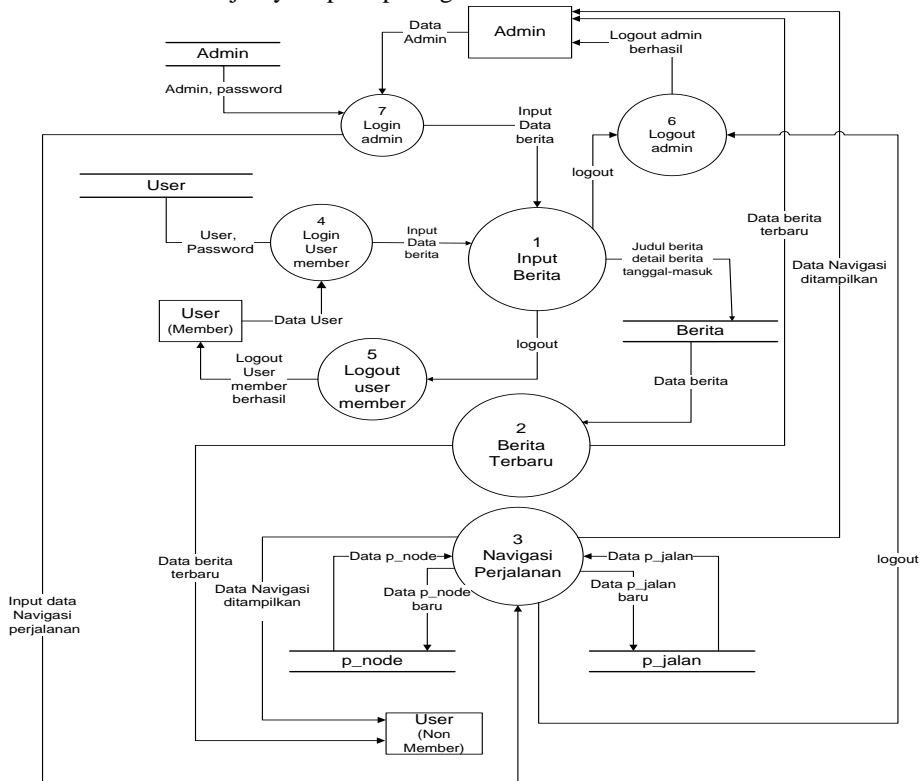 Data
Admin
Admin
Logout admin
berhasil
Admin
Admin, password
7
Login
admin
Input
Data
berita
6
Logout
admin
logout
User
User,
Password
4
Login
User
member
Input
Data
berita
1
Input
Berita
Judul berita
detail berita
tanggal-masuk
Data berita
terbaru
Data Navigasi
ditampilkan
User
(Member)
Data User
Berita
logout
Logout
User
member
berhasil
5
Logout
user
member
Data berita
2
Berita
Terbaru
3
Navigasi
Perjalanan
Data p_node
Data p_jalan
Data berita
terbaru
Data Navigasi
ditampilkan
Data p_node
baru
Data p_jalan
baru
logout
Input data
Navigasi
perjalanan
p_node
p_jalan
User
(Non
Member)